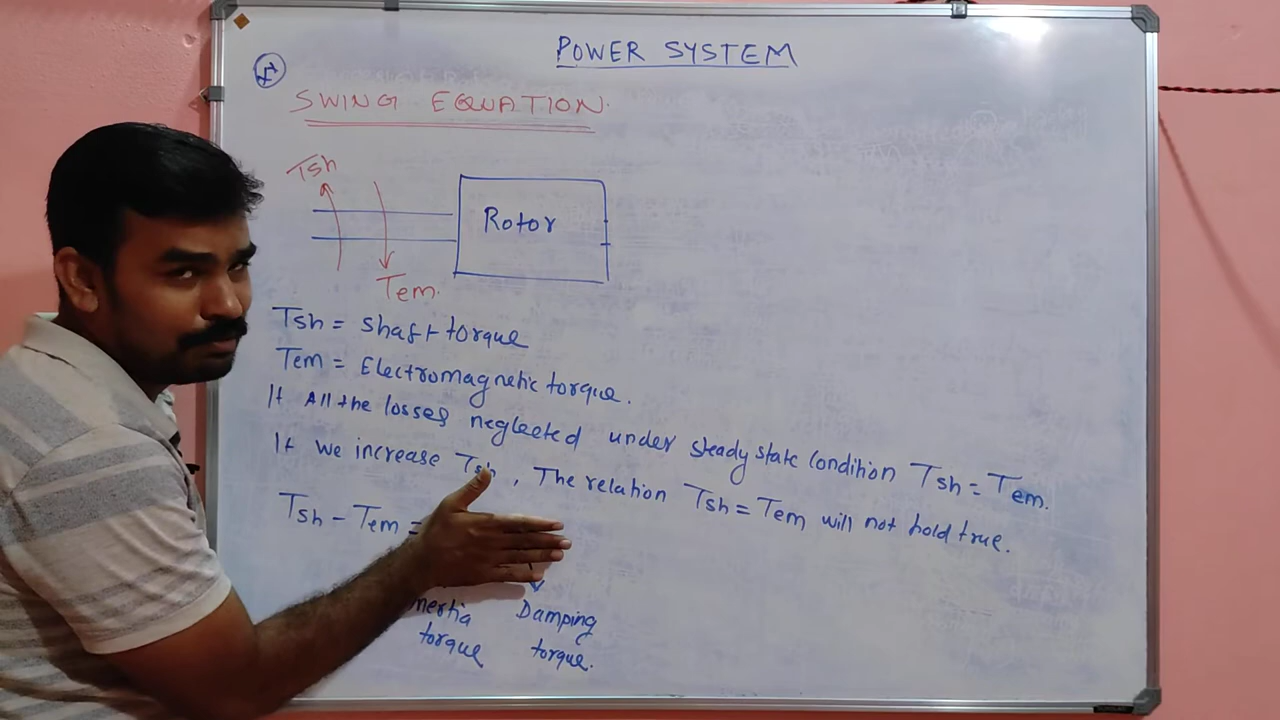 POWER SYSTEM
SWING EQUATION.
Tsh
Rotor
Tem.
Tsh = shaft torque
Tem = Electromagnetic torque.
If All the losses neglected under steady state condition Tsh = Tem.
If we increase Tsh, The relation Tsh = Tem will not hold true.
Tsh - Tem =
Damping
torque torque.